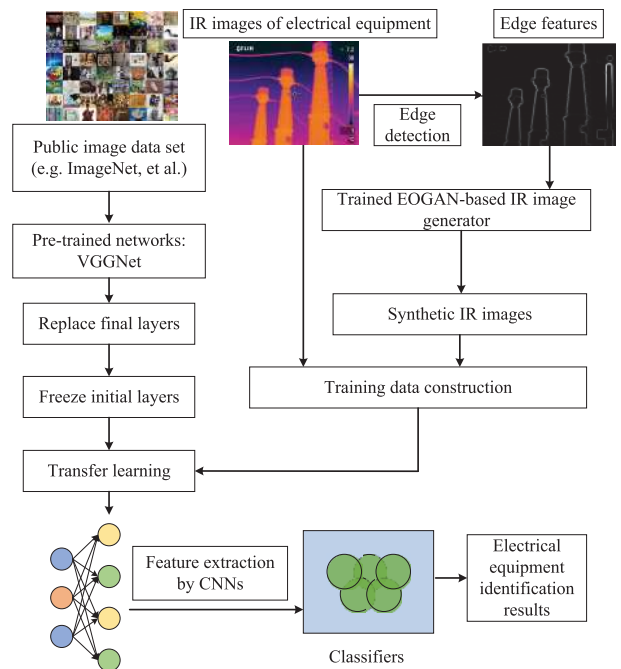 IR images of electrical equipment
Edge features
Edge
detection
Public image data set
(e.g. ImageNet, et al.)
Trained EOGAN-based IR image
generator
Pre-trained networks:
VGGNet
Replace final layers
Synthetic IR images
Freeze initial layers
Training data construction
Transfer learning
Feature extraction
by CNNs
Electrical
equipment
identification
results
Classifiers